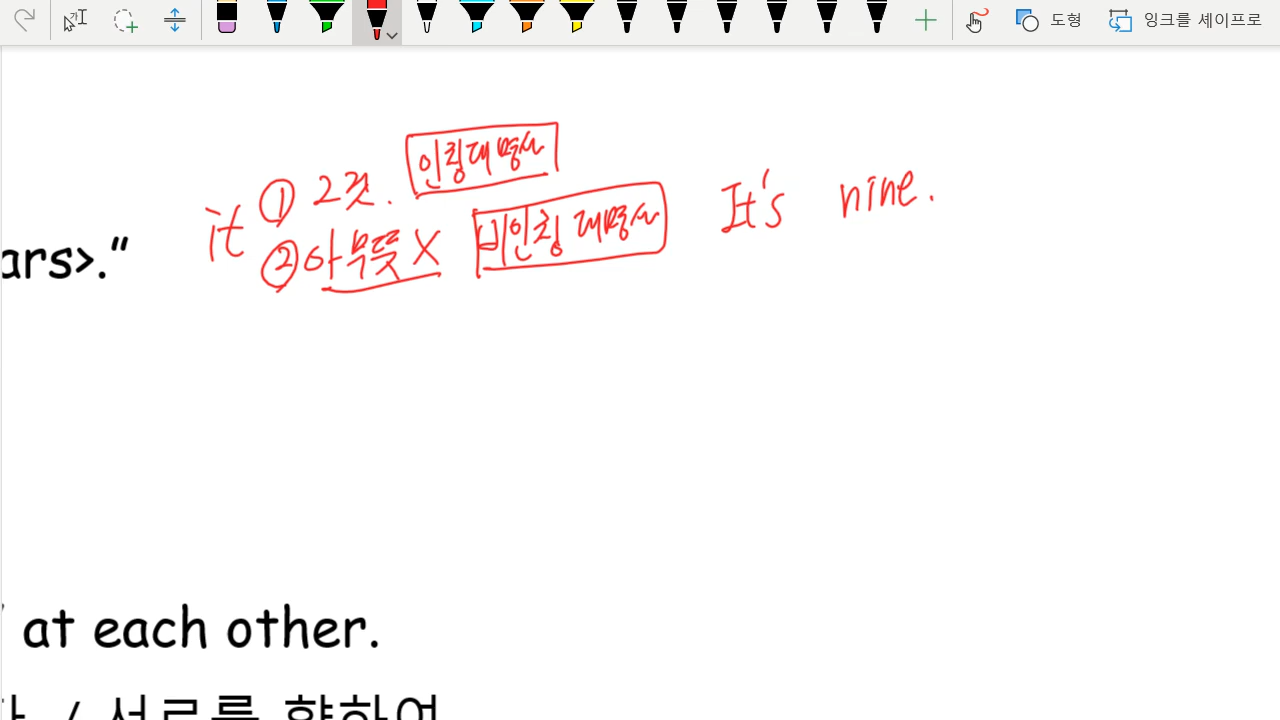 도형
잉크를 셰이프로
it ① 그것. 인칭대명사
② 아무뜻 X 비인칭 대명사
It's nine.
ars>.”
at each other.
서로를 향하여